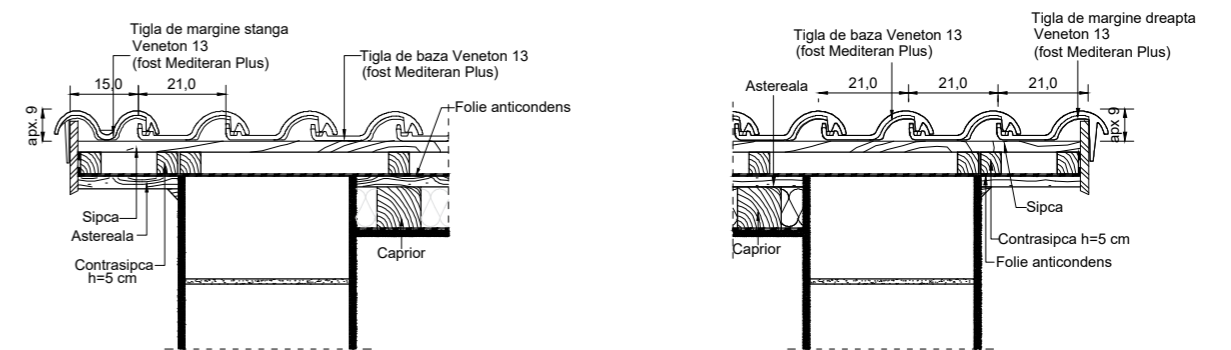 Tigla de margine stanga
Veneton 13
(fost Mediteran Plus)
Tigla de baza Veneton 13
(fost Mediteran Plus)
15,0
21,0
Folie anticondens
apx. 9
Sipca
Astereala
Contrasipca
h=5 cm
Caprior
Tigla de margine dreapta
Veneton 13
(fost Mediteran Plus)
Tigla de baza Veneton 13
(fost Mediteran Plus)
Astereala
21,0
21,0
21,0
apx 9
Sipca
Caprior
Contrasipca h=5 cm
Folie anticondens